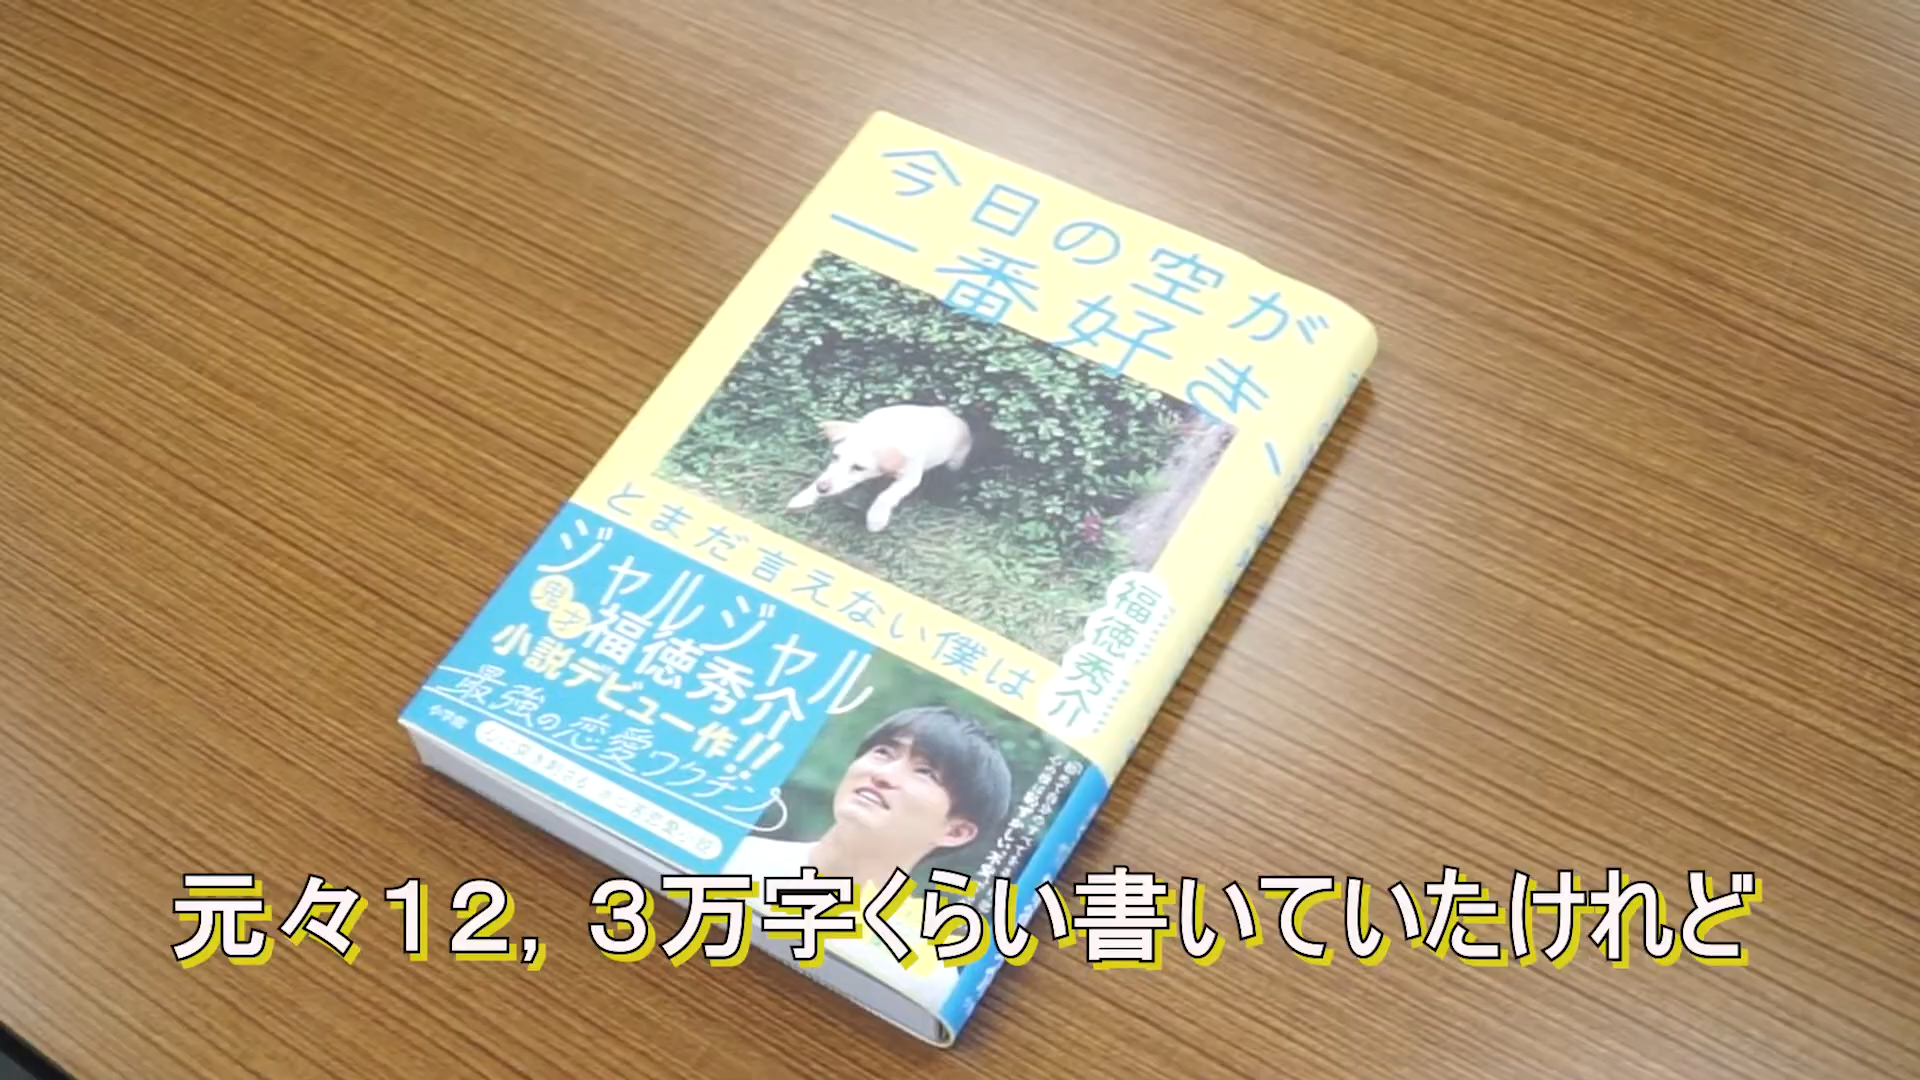 今日の空が
一番好き、
とまだ言えない僕は
福徳秀介
ジャルジャル
鬼才福徳秀介
小説デビュー作!!
最強の恋愛ワクチン
小学館
元々12,3万字くらい書いていたけれど